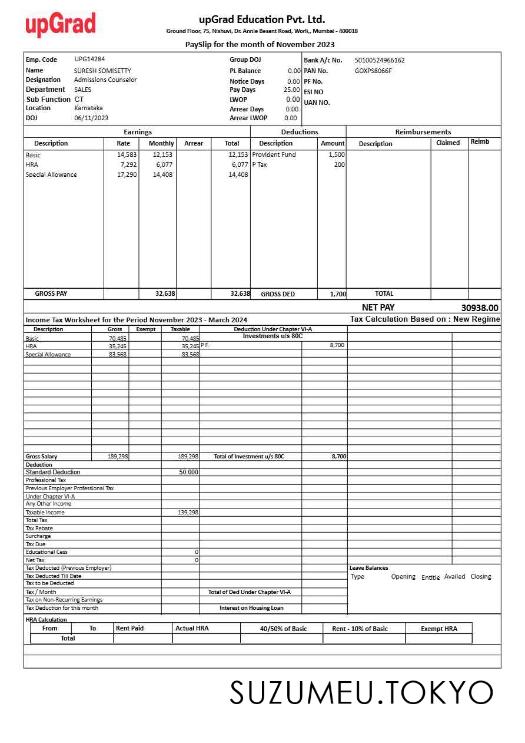 upGrad
upGrad Education Pvt. Ltd.
Ground Floor, 75, Nishuvi, Dr. Annie Besant Road, Worli,, Mumbai - 400018
PaySlip for the month of November 2023
Emp. Code UPG14284 Group DOJ Bank A/c No. 50100524966162
Name SURESH SOMISETTY PL Balance 0.00 PAN No. GOXPS8066F
Designation Admissions Counselor Notice Days 0.00 PF No.
Department SALES Pay Days 25.00 ESI NO
Sub Function CT LWOP 0.00 UAN NO.
Location Karnataka Arrear Days 0.00
DOJ 06/11/2023 Arrear LWOP 0.00
Earnings Deductions Reimbursements
Description Rate Monthly Arrear Total Description Amount Description Claimed Reimb
Basic 14,583 12,153 12,153 Provident Fund 1,500
HRA 7,292 6,077 6,077 P Tax 200
Special Allowance 17,290 14,408 14,408
GROSS PAY 32,638 32,638 GROSS DED 1,700 TOTAL
NET PAY 30938.00
Income Tax Worksheet for the Period November 2023 - March 2024 Tax Calculation Based on : New Regime
Description Gross Exempt Taxable Deduction Under Chapter VI-A
Investments u/s 80C
Basic 70,485 70,485
HRA 35,245 35,245 P.F. 8,700
Special Allowance 83,568 83,568
Gross Salary 189,298 189,298 Total of Investment u/s 80C 8,700
Deduction
Standard Deduction 50,000
Professional Tax
Previous Employer Professional Tax
Under Chapter VI-A
Any Other Income
Taxable Income 139,298
Total Tax
Tax Rebate
Surcharge
Tax Due
Educational Cess 0
Net Tax 0
Tax Deducted (Previous Employer) Leave Balances
Tax Deducted Till Date Type Opening Entitle Availed Closing
Tax to be Deducted
Tax / Month Total of Ded Under Chapter VI-A
Tax on Non-Recurring Earnings
Tax Deduction for this month Interest on Housing Loan
HRA Calculation
From To Rent Paid Actual HRA 40/50% of Basic Rent - 10% of Basic Exempt HRA
Total
SUZUMEU.TOKYO